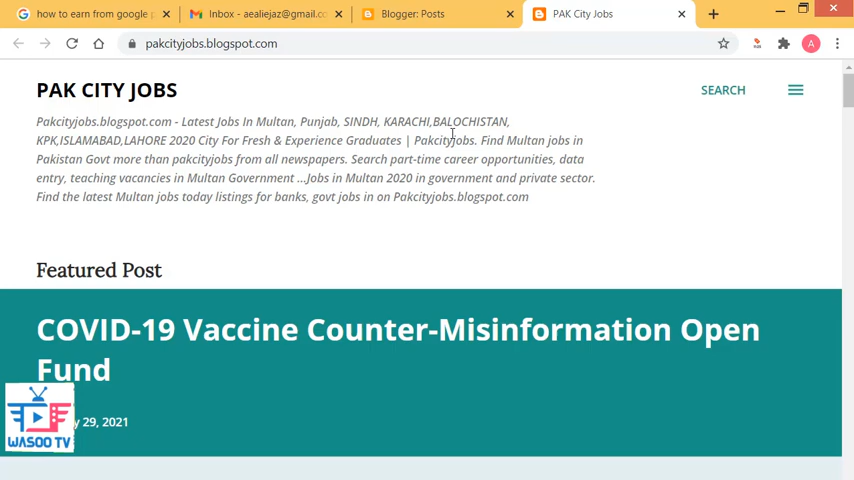 how to earn from google p
Inbox - aealiejaz@gmail.co
Blogger: Posts
PAK City Jobs
pakcityjobs.blogspot.com
A
PAK CITY JOBS
SEARCH
Pakcityjobs.blogspot.com - Latest Jobs In Multan, Punjab, SINDH, KARACHI,BALOCHISTAN,
KPK,ISLAMABAD,LAHORE 2020 City For Fresh & Experience Graduates | Pakcityjobs. Find Multan jobs in
Pakistan Govt more than pakcityjobs from all newspapers. Search part-time career opportunities, data
entry, teaching vacancies in Multan Government ...Jobs in Multan 2020 in government and private sector.
Find the latest Multan jobs today listings for banks, govt jobs in on Pakcityjobs.blogspot.com
Featured Post
COVID-19 Vaccine Counter-Misinformation Open
Fund
29, 2021
WASOO TV